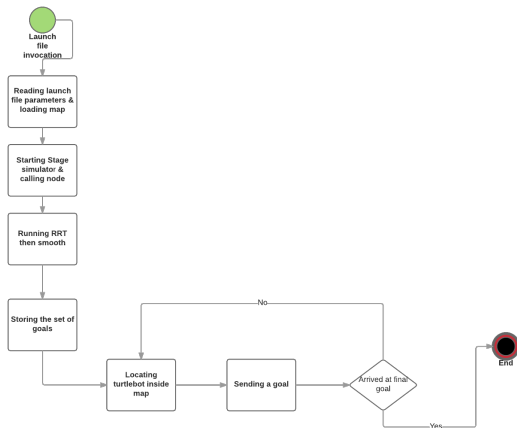 Launch
file
invocation
Reading launch
file parameters &
loading map
Starting Stage
simulator &
calling node
Running RRT
then smooth
Storing the set of
goals
Locating
turtlebot inside
map
Sending a goal
Arrived at final
goal
No
Yes
End